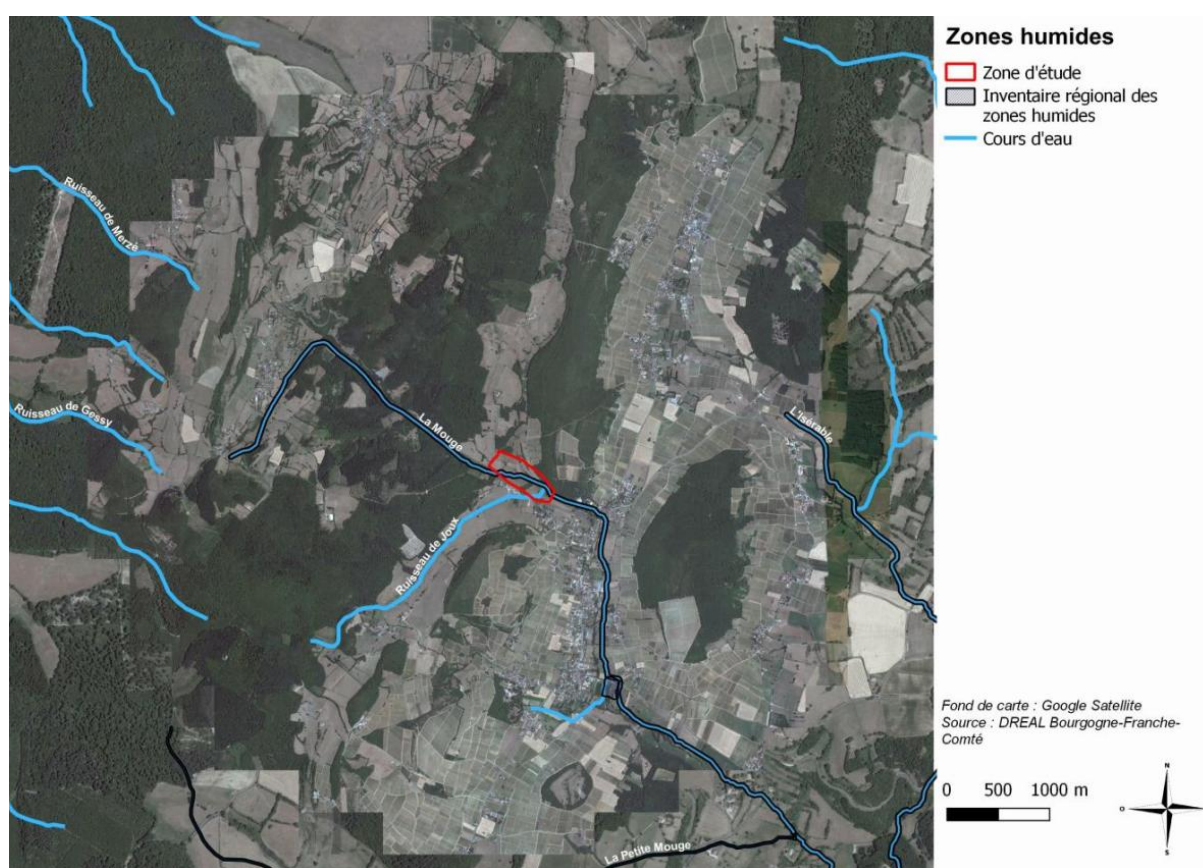 Zones humides
Zone d'étude
Inventaire régional des
zones humides
Cours d'eau
Ruisseau de Merzé
Ruisseau de Gessy
La Mouge
L'Isérable
Ruisseau de Joux
La Petite Mouge
Fond de carte : Google Satellite
Source : DREAL Bourgogne-Franche-
Comté
0 500 1000 m
N
O
E
S